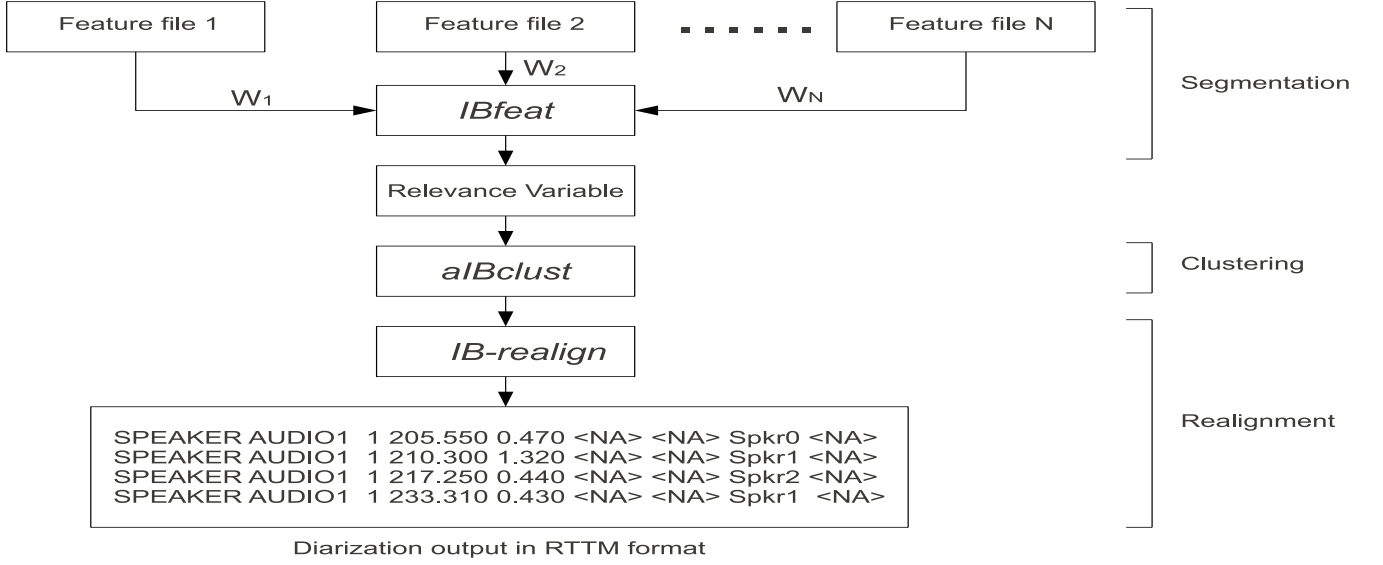 Feature file 1
Feature file 2
Feature file N
W1
W2
WN
Segmentation
IBfeat
Relevance Variable
aIBclust
Clustering
IB-realign
Realignment
SPEAKER AUDIO1 1 205.550 0.470 <NA> <NA> Spkr0 <NA>
SPEAKER AUDIO1 1 210.300 1.320 <NA> <NA> Spkr1 <NA>
SPEAKER AUDIO1 1 217.250 0.440 <NA> <NA> Spkr2 <NA>
SPEAKER AUDIO1 1 233.310 0.430 <NA> <NA> Spkr1 <NA>
Diarization output in RTTM format